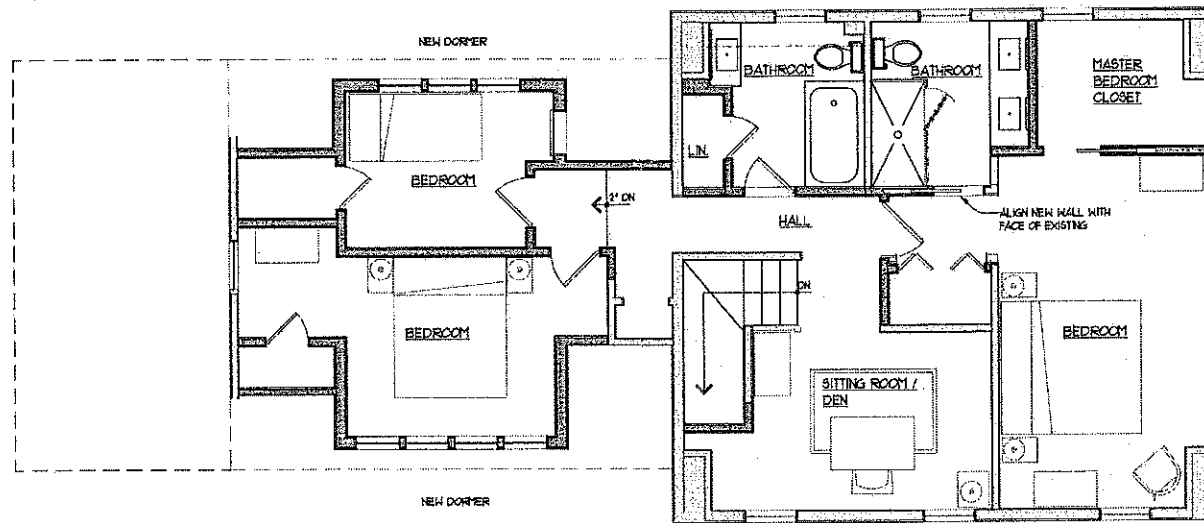 NEW DORMER
BATHROOM
BATHROOM
MASTER
BEDROOM
CLOSET
LIN.
BEDROOM
2" DN
HALL
ALIGN NEW WALL WITH
FACE OF EXISTING
DN
BEDROOM
BEDROOM
SITTING ROOM /
DEN
NEW DORMER